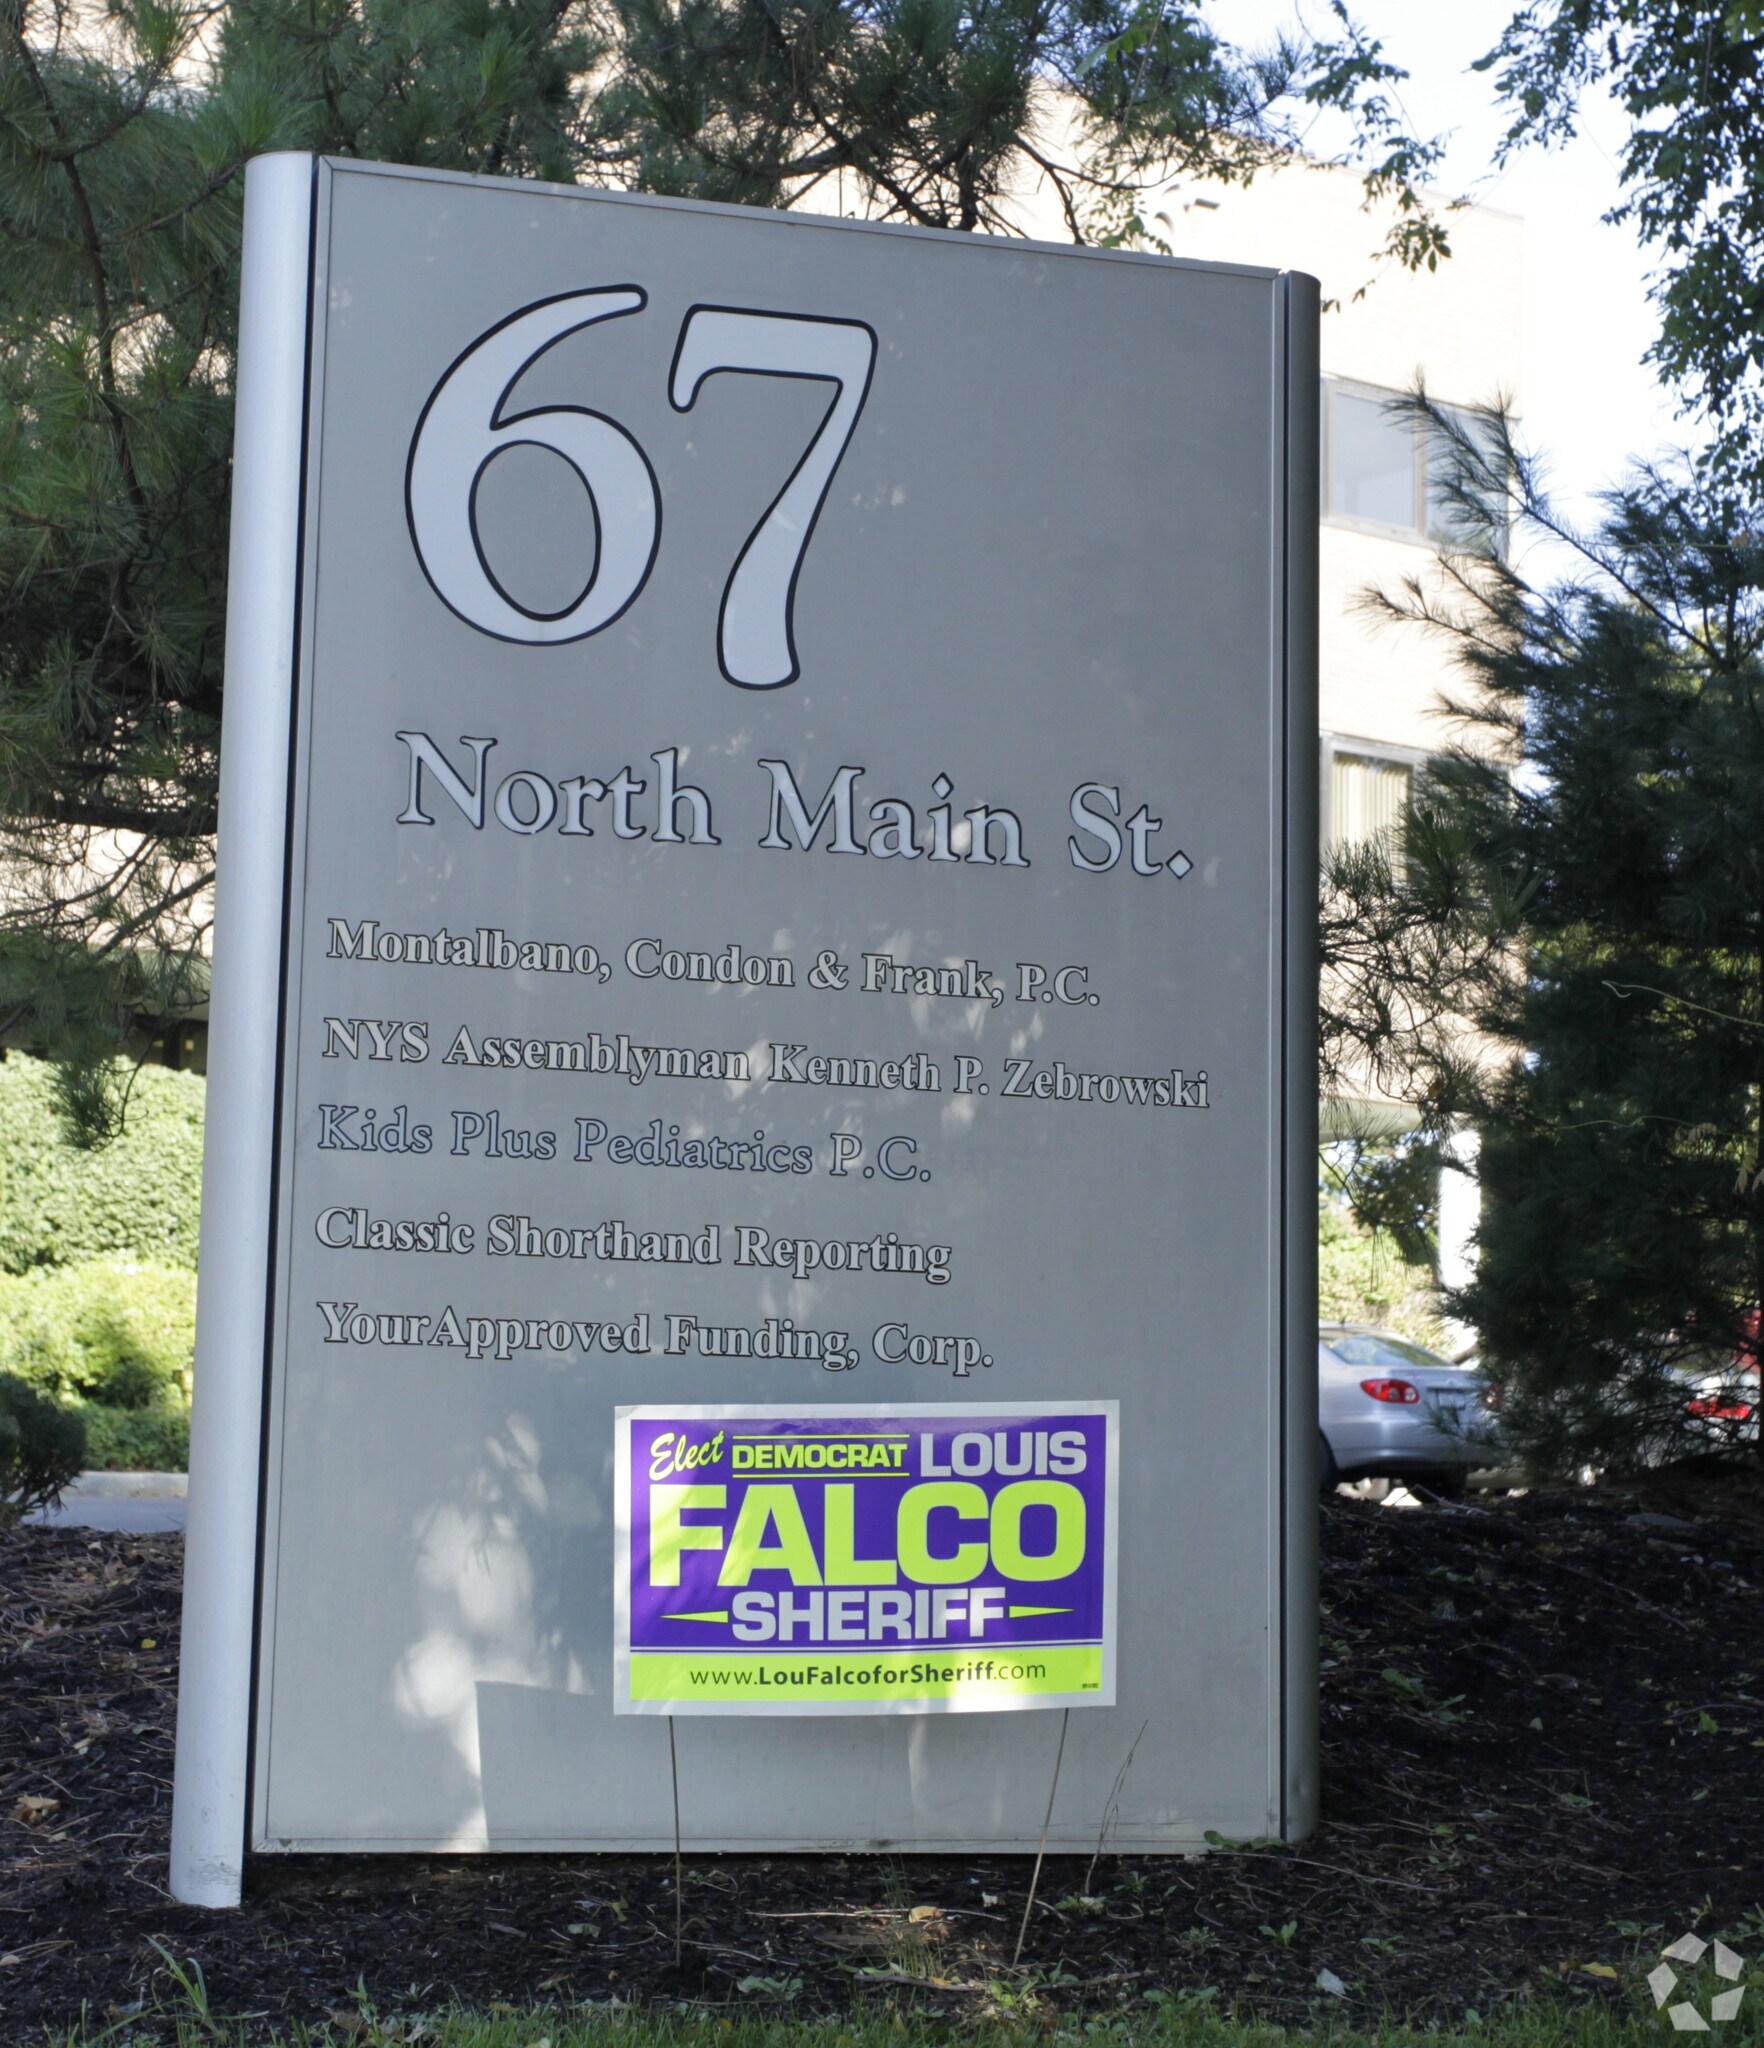 67
North Main St.
Montalbano, Condon & Frank, P.C.
NYS Assemblyman Kenneth P. Zebrowski
Kids Plus Pediatrics P.C.
Classic Shorthand Reporting
YourApproved Funding, Corp.
Elect DEMOCRAT LOUIS
FALCO
SHERIFF
www.LouFalcoforSheriff.com